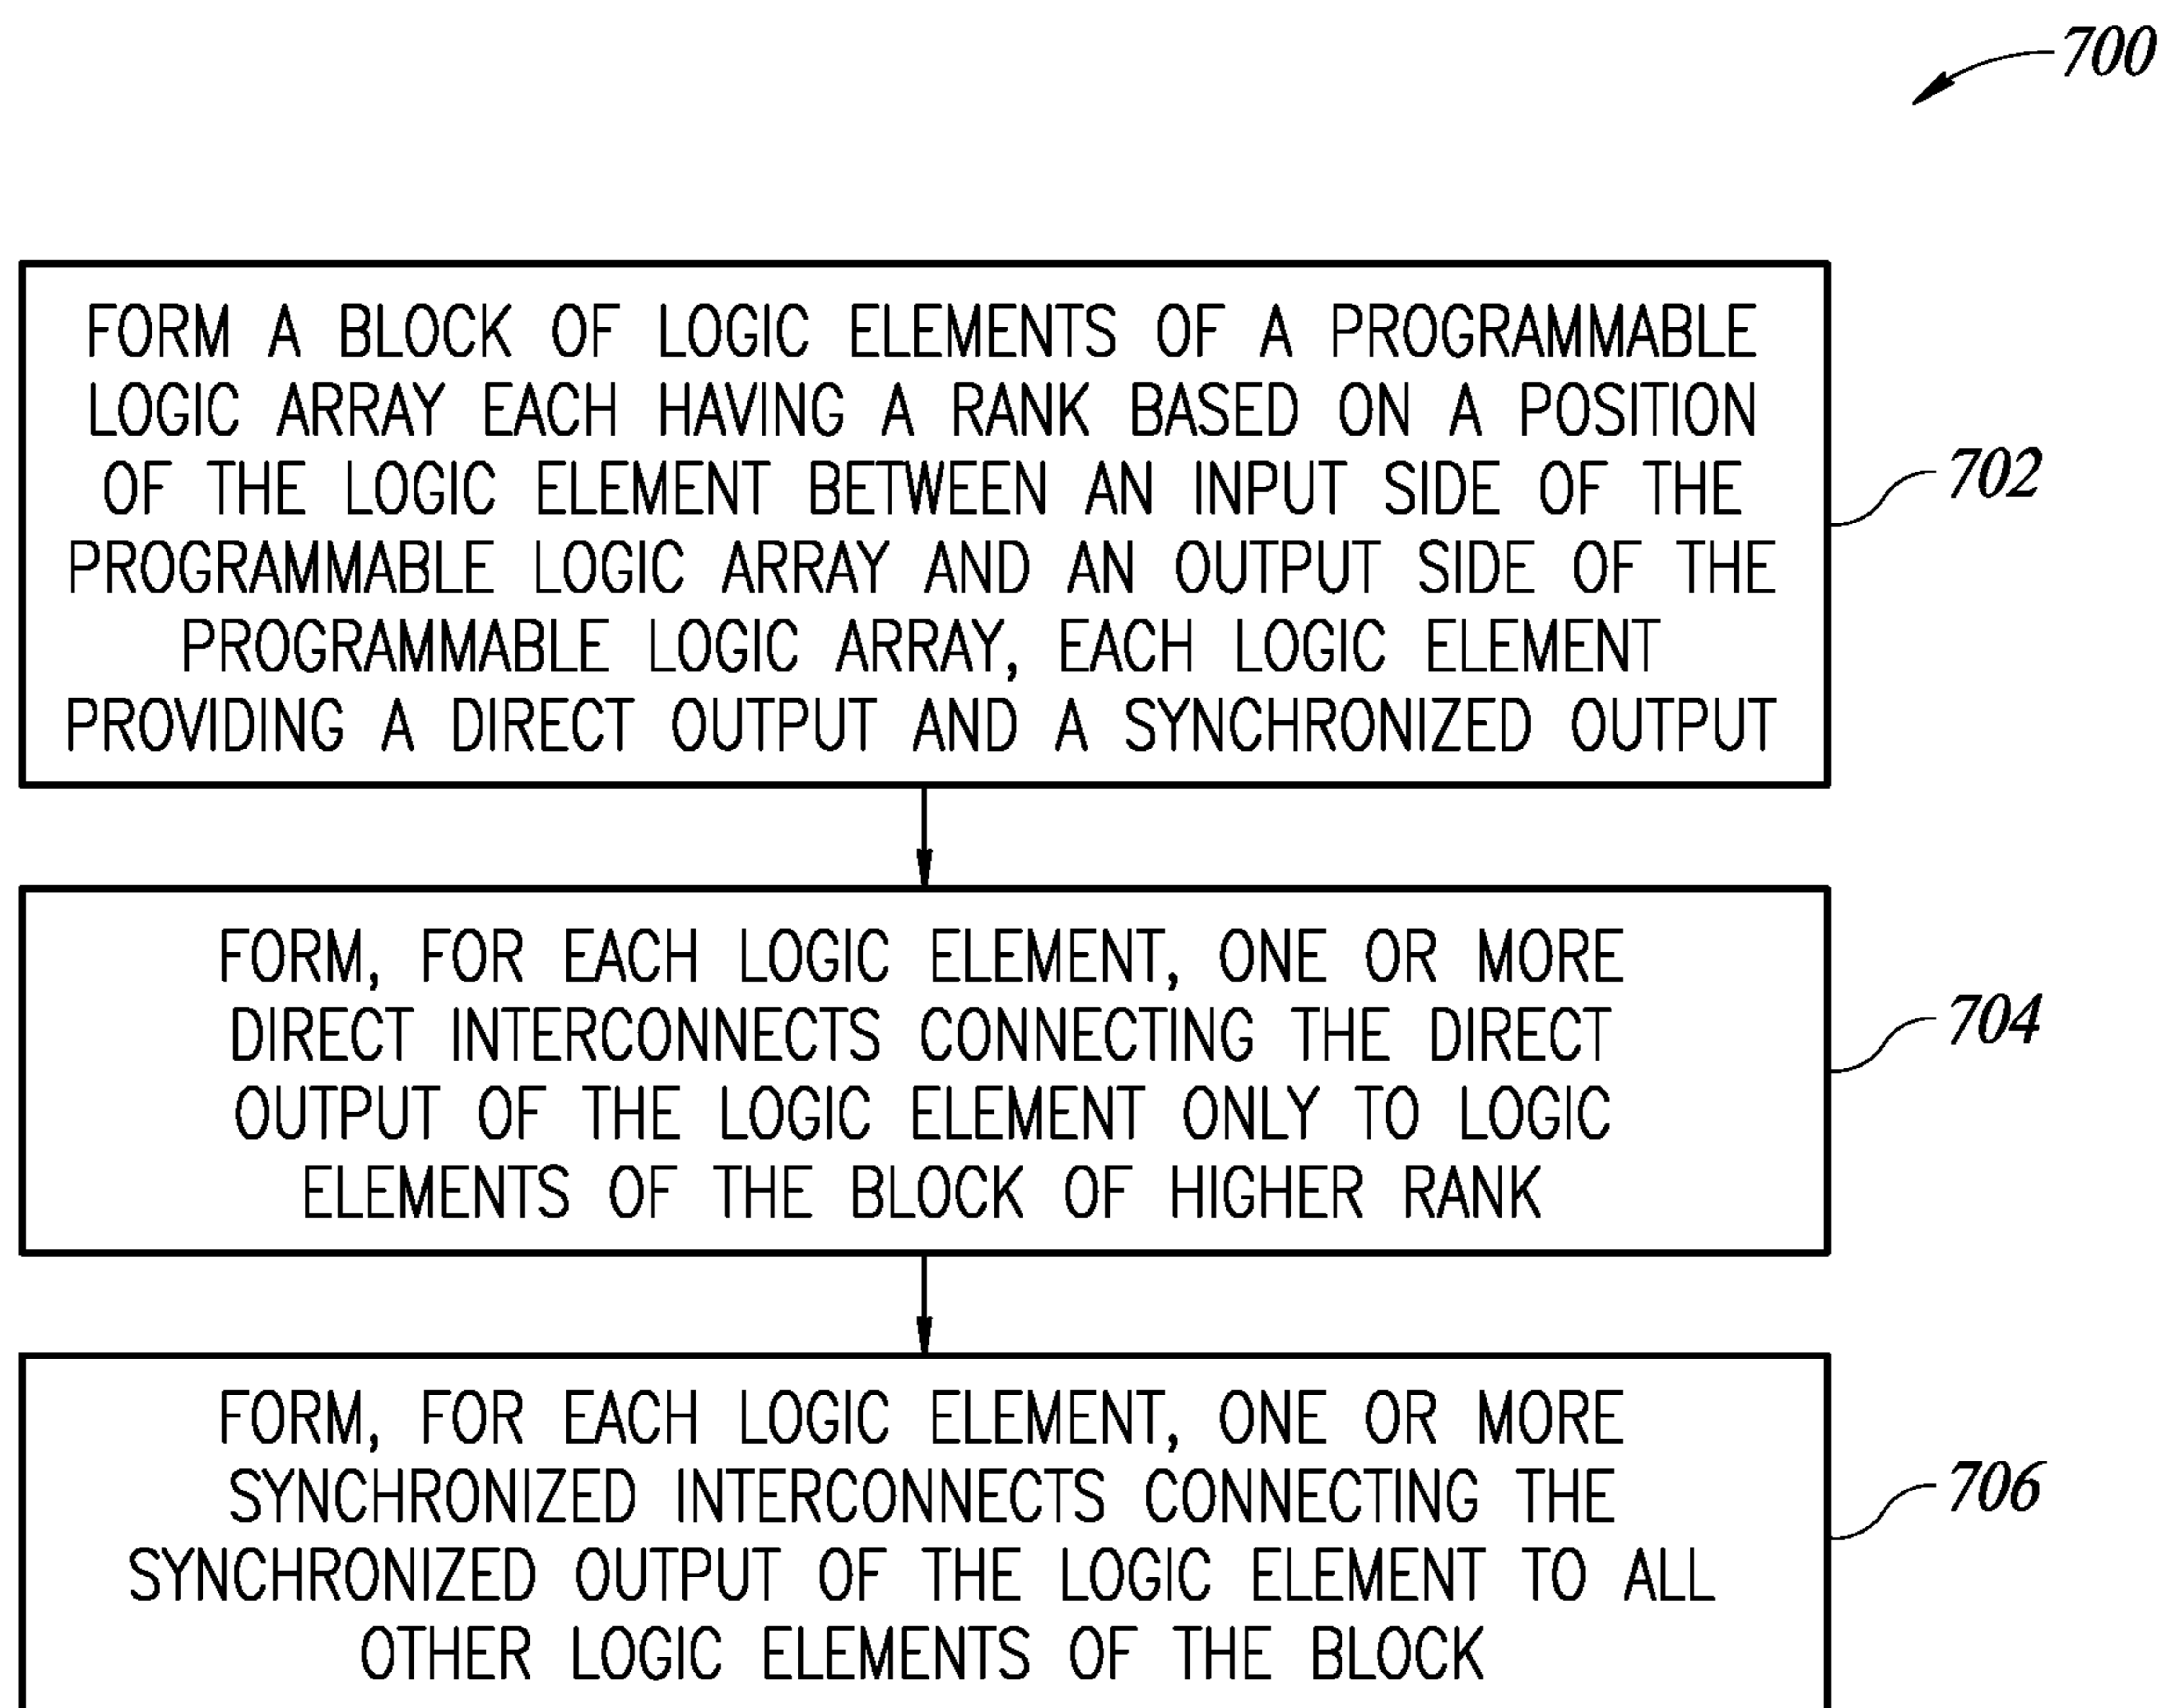 700
FORM A BLOCK OF LOGIC ELEMENTS OF A PROGRAMMABLE
LOGIC ARRAY EACH HAVING A RANK BASED ON A POSITION
OF THE LOGIC ELEMENT BETWEEN AN INPUT SIDE OF THE
PROGRAMMABLE LOGIC ARRAY AND AN OUTPUT SIDE OF THE
PROGRAMMABLE LOGIC ARRAY, EACH LOGIC ELEMENT
PROVIDING A DIRECT OUTPUT AND A SYNCHRONIZED OUTPUT
702
FORM, FOR EACH LOGIC ELEMENT, ONE OR MORE
DIRECT INTERCONNECTS CONNECTING THE DIRECT
OUTPUT OF THE LOGIC ELEMENT ONLY TO LOGIC
ELEMENTS OF THE BLOCK OF HIGHER RANK
704
FORM, FOR EACH LOGIC ELEMENT, ONE OR MORE
SYNCHRONIZED INTERCONNECTS CONNECTING THE
SYNCHRONIZED OUTPUT OF THE LOGIC ELEMENT TO ALL
OTHER LOGIC ELEMENTS OF THE BLOCK
706